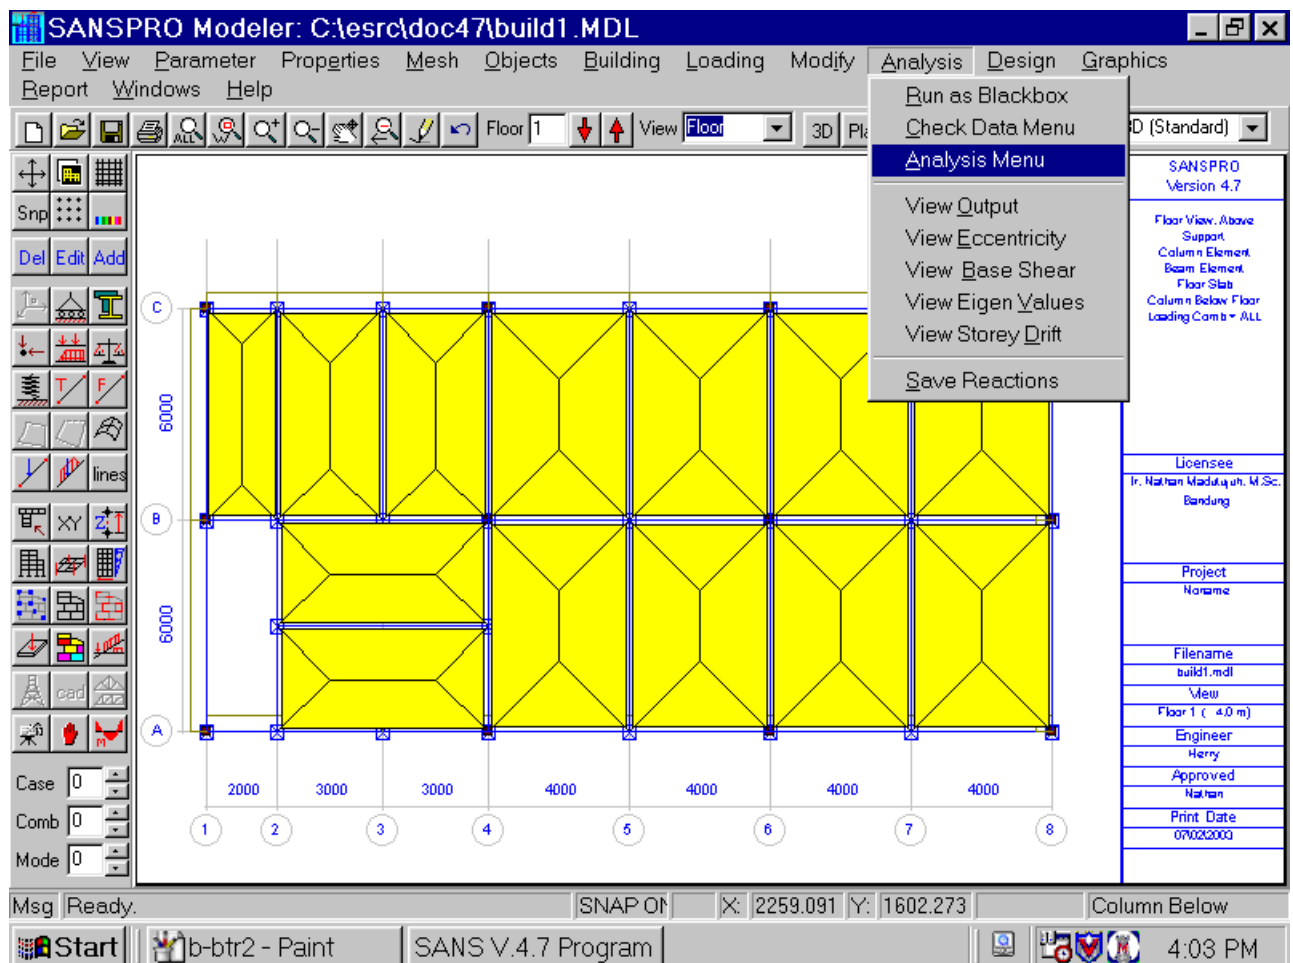 SANSPRO Modeler: C:\esrc\doc47\build1.MDL
File View Parameter Properties Mesh Objects Building Loading Modify Analysis Design Graphics
Report Windows Help
ALL Floor 1 View Floor 3D (Standard)
3D
Run as Blackbox
Check Data Menu
Analysis Menu
View Output
View Eccentricity
View Base Shear
View Eigen Values
View Storey Drift
Save Reactions
Snp
Del Edit Add
T F
lines
XY Z
cad
M
Case 0
Comb 0
Mode 0
C
6000
B
6000
A
2000 3000 3000 4000 4000 4000 4000
1 2 3 4 5 6 7 8
SANSPRO
Version 4.7
Floor View, Above
Support
Column Element
Beam Element
Floor Slab
Column Below Floor
Loading Comb = ALL
Licensee
Bandung
Project
Noname
Filename
build1.mdl
View
Floor 1 ( 4.0 m)
Engineer
Herry
Approved
Nathan
Print Date
07/02/2003
Msg Ready. SNAP X: 2259.091 Y: 1602.273 Column Below
Start b-btr2 - Paint SANS V.4.7 Program 4:03 PM